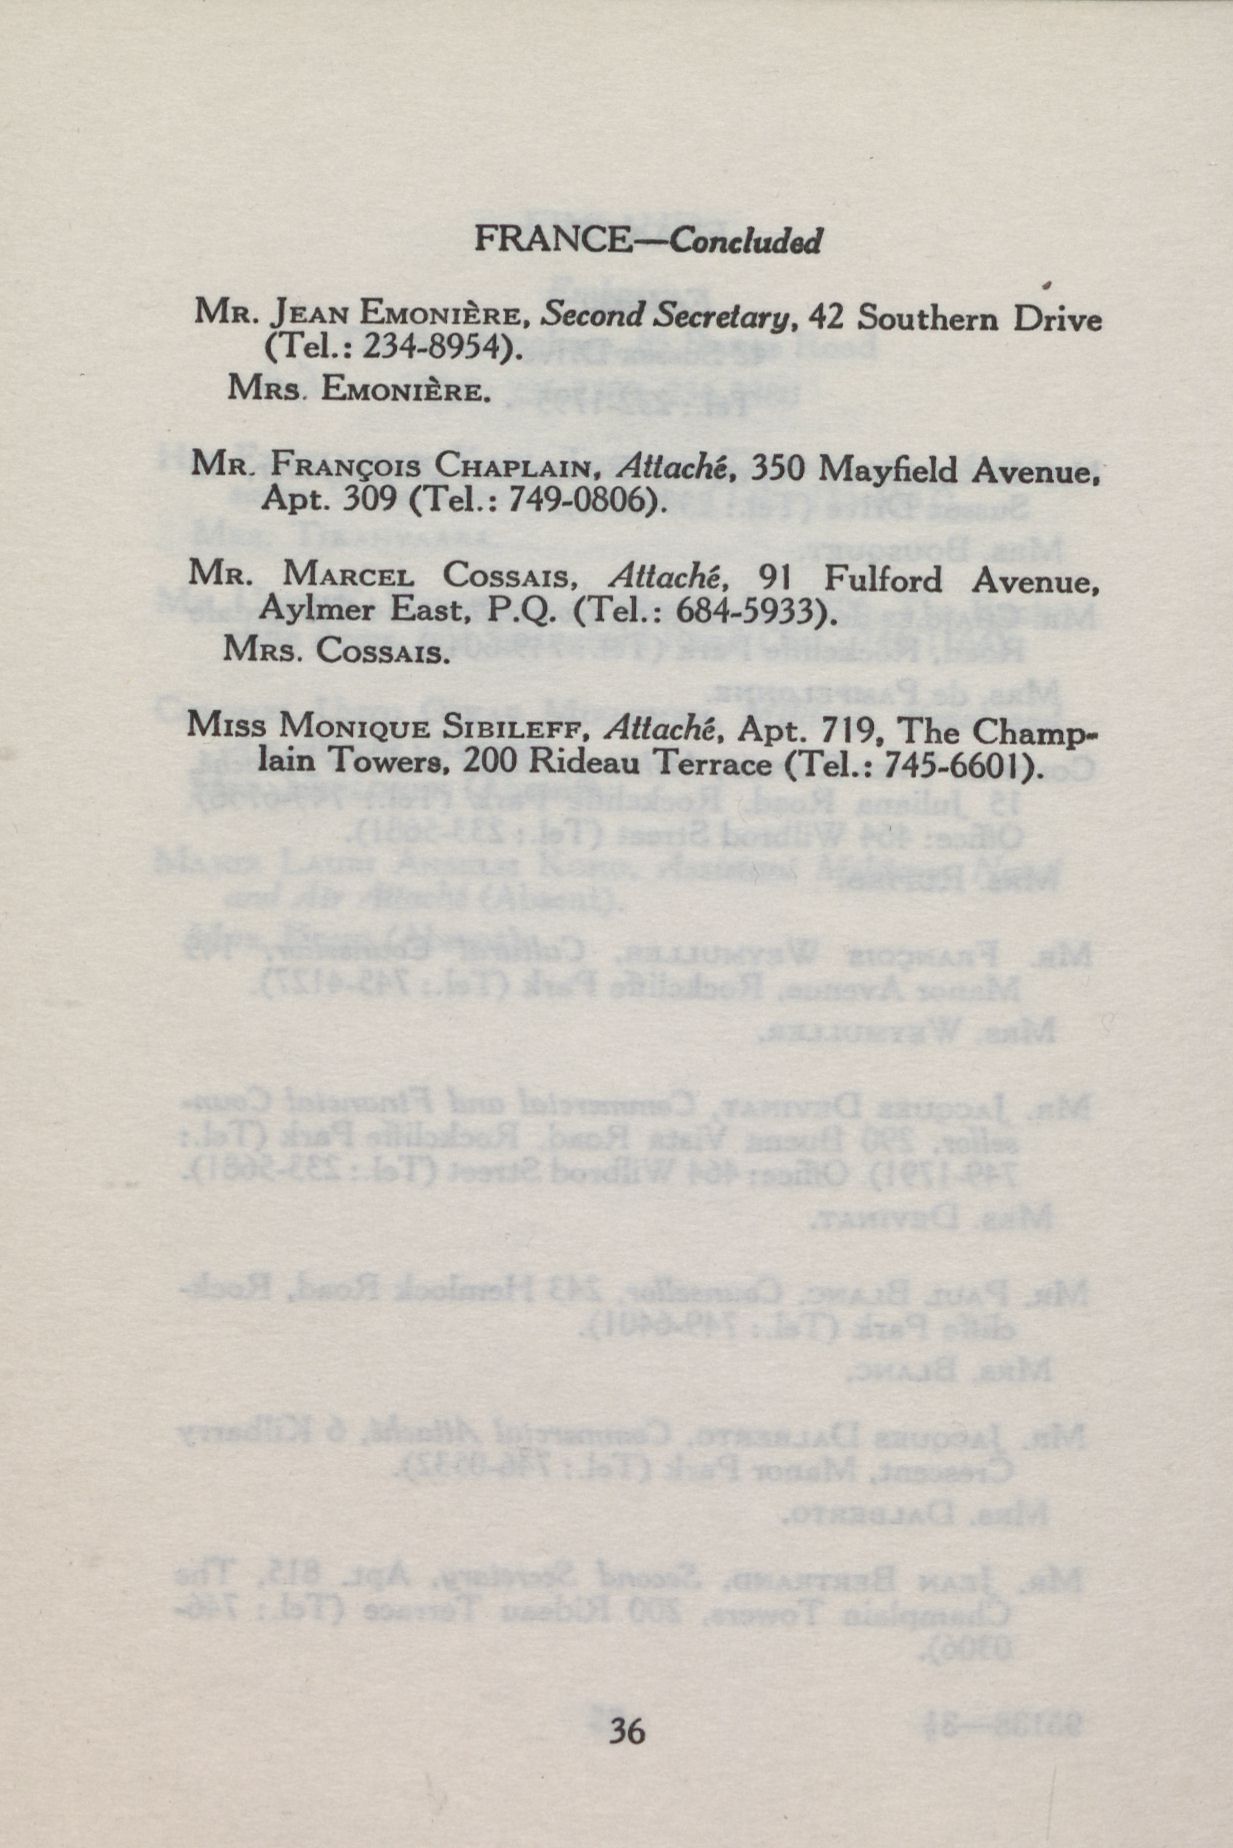 FRANCE—Concluded
MR. JEAN EMONIÈRE, Second Secretary, 42 Southern Drive
(Tel.: 234-8954).
MRS. EMONIÈRE.
MR. FRANÇOIS CHAPLAIN, Attaché, 350 Mayfield Avenue,
Apt. 309 (Tel.: 749-0806).
MR. MARCEL COSSAIS, Attaché, 91 Fulford Avenue,
Aylmer East, P.Q. (Tel.: 684-5933).
MRS. COSSAIS.
MISS MONIQUE SIBILEFF, Attaché, Apt. 719, The Champ-
lain Towers, 200 Rideau Terrace (Tel.: 745-6601).
36